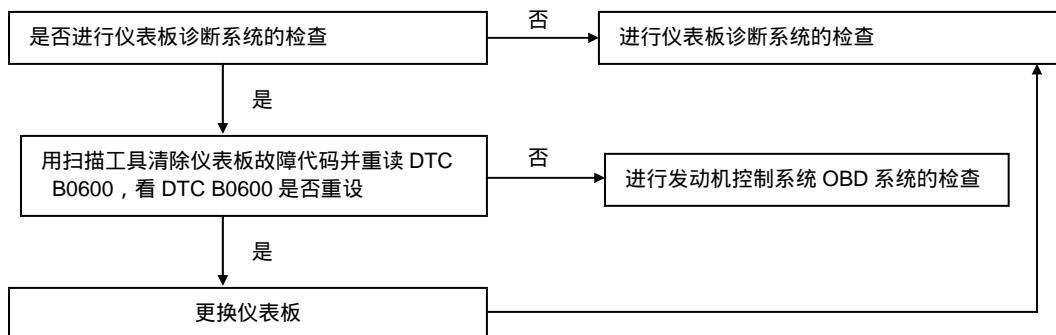 是否进行仪表板诊断系统的检查
否
进行仪表板诊断系统的检查
是
用扫描工具清除仪表板故障代码并重读 DTC
B0600，看 DTC B0600 是否重设
否
进行发动机控制系统 OBD 系统的检查
是
更换仪表板